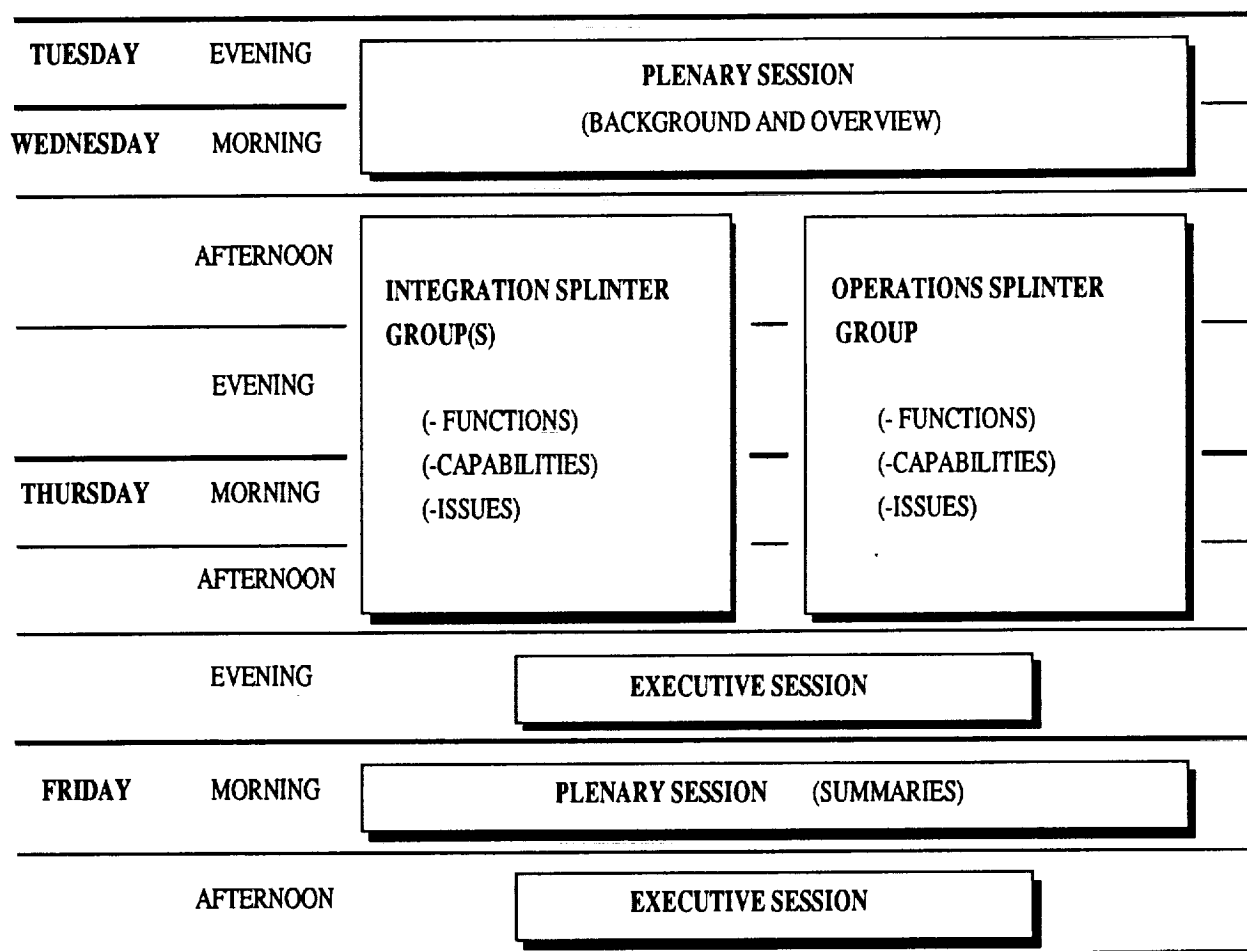 TUESDAY EVENING
PLENARY SESSION
(BACKGROUND AND OVERVIEW)
WEDNESDAY MORNING
AFTERNOON
INTEGRATION SPLINTER
GROUP(S)
(- FUNCTIONS)
(-CAPABILITIES)
(-ISSUES)
OPERATIONS SPLINTER
GROUP
(- FUNCTIONS)
(-CAPABILITIES)
(-ISSUES)
EVENING
THURSDAY MORNING
AFTERNOON
EVENING EXECUTIVE SESSION
FRIDAY MORNING PLENARY SESSION (SUMMARIES)
AFTERNOON EXECUTIVE SESSION